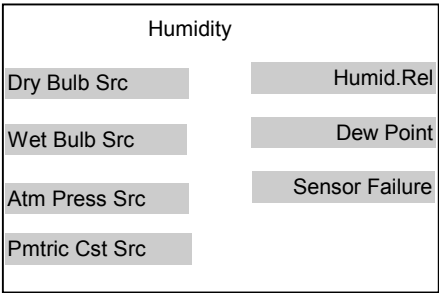 Humidity
Dry Bulb Src
Humid.Rel
Wet Bulb Src
Dew Point
Atm Press Src
Sensor Failure
Pmtric Cst Src